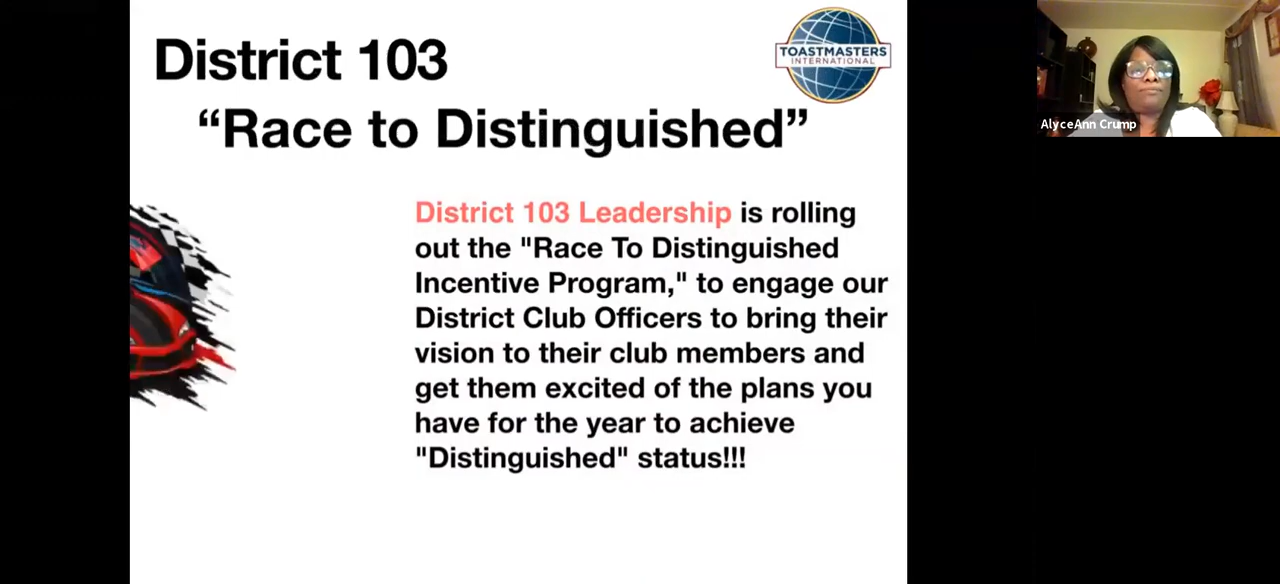 District 103
“Race to Distinguished”
TOASTMASTERS
INTERNATIONAL
District 103 Leadership is rolling
out the "Race To Distinguished
Incentive Program," to engage our
District Club Officers to bring their
vision to their club members and
get them excited of the plans you
have for the year to achieve
"Distinguished" status!!!
AlyceAnn Crump